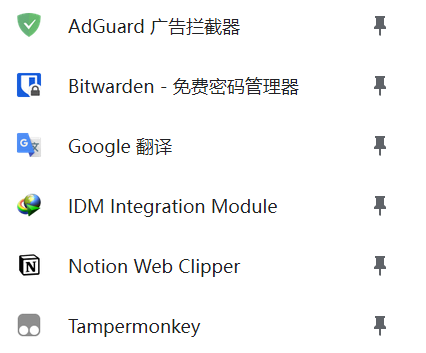 AdGuard 广告拦截器
Bitwarden - 免费密码管理器
Google 翻译
IDM Integration Module
Notion Web Clipper
Tampermonkey